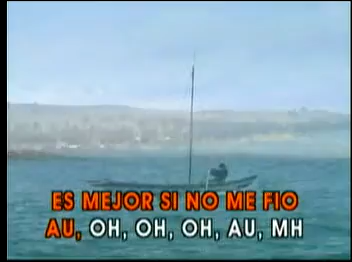 ES MEJOR SI NO ME FIO
AU, OH, OH, OH, AU, MH